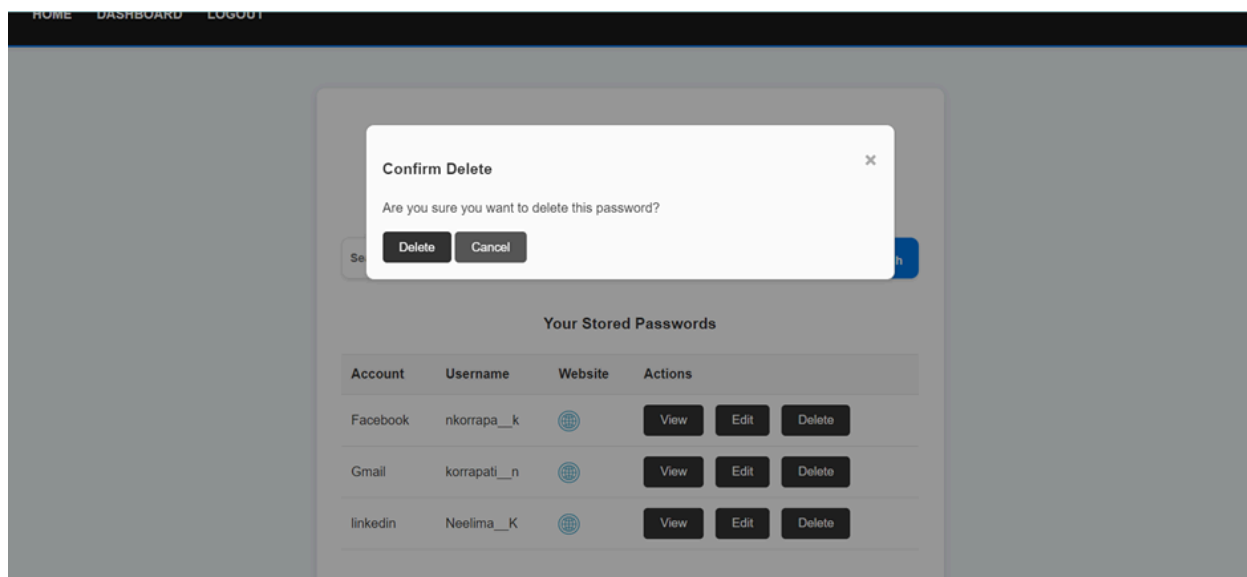 HOME DASHBOARD LOGOUT
Confirm Delete
×
Are you sure you want to delete this password?
Delete Cancel
Your Stored Passwords
Account Username Website Actions
Facebook nkorrapa__k View Edit Delete
Gmail korrapati__n View Edit Delete
linkedin Neelima__K View Edit Delete